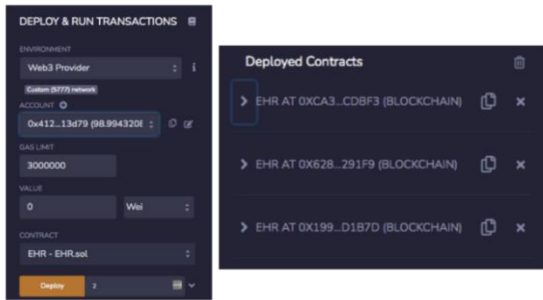 DEPLOY & RUN TRANSACTIONS
ENVIRONMENT
Web3 Provider
i
Custom (5777) network
ACCOUNT
0x412...13d79 (98.994320
GAS LIMIT
3000000
VALUE
0
Wei
CONTRACT
EHR - EHR.sol
Deploy
2
Deployed Contracts
EHR AT 0XCA3...CDBF3 (BLOCKCHAIN)
EHR AT 0X628...291F9 (BLOCKCHAIN)
EHR AT 0X199...D1B7D (BLOCKCHAIN)